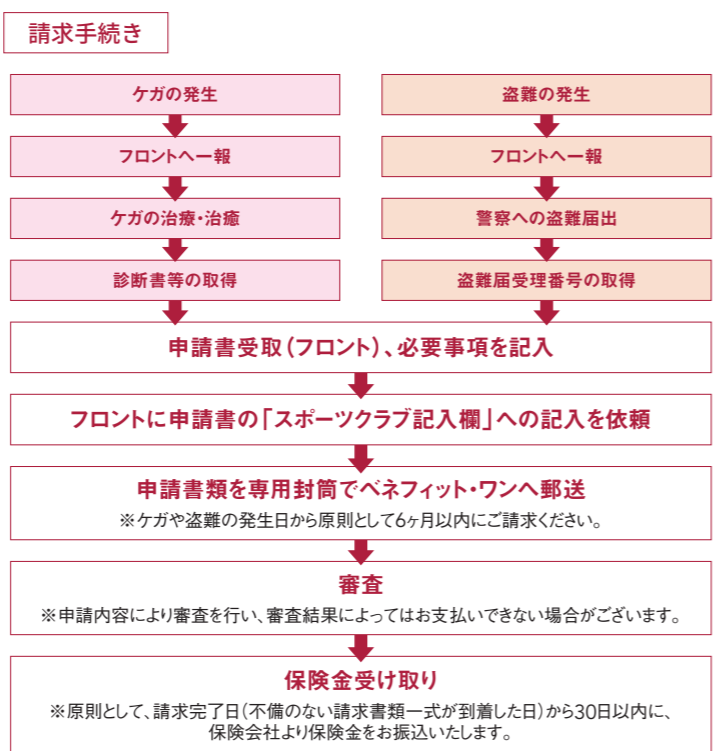 請求手続き
ケガの発生
フロントへ一報
ケガの治療・治癒
診断書等の取得
盗難の発生
フロントへ一報
警察への盗難届出
盗難届受理番号の取得
申請書受取(フロント)、必要事項を記入
フロントに申請書の「スポーツクラブ記入欄」への記入を依頼
申請書類を専用封筒でベネフィット・ワンへ郵送
※ケガや盗難の発生日から原則として6ヶ月以内にご請求ください。
審査
※申請内容により審査を行い、審査結果によってはお支払いできない場合がございます。
保険金受け取り
※原則として、請求完了日(不備のない請求書類一式が到着した日)から30日以内に、
保険会社より保険金をお振込いたします。